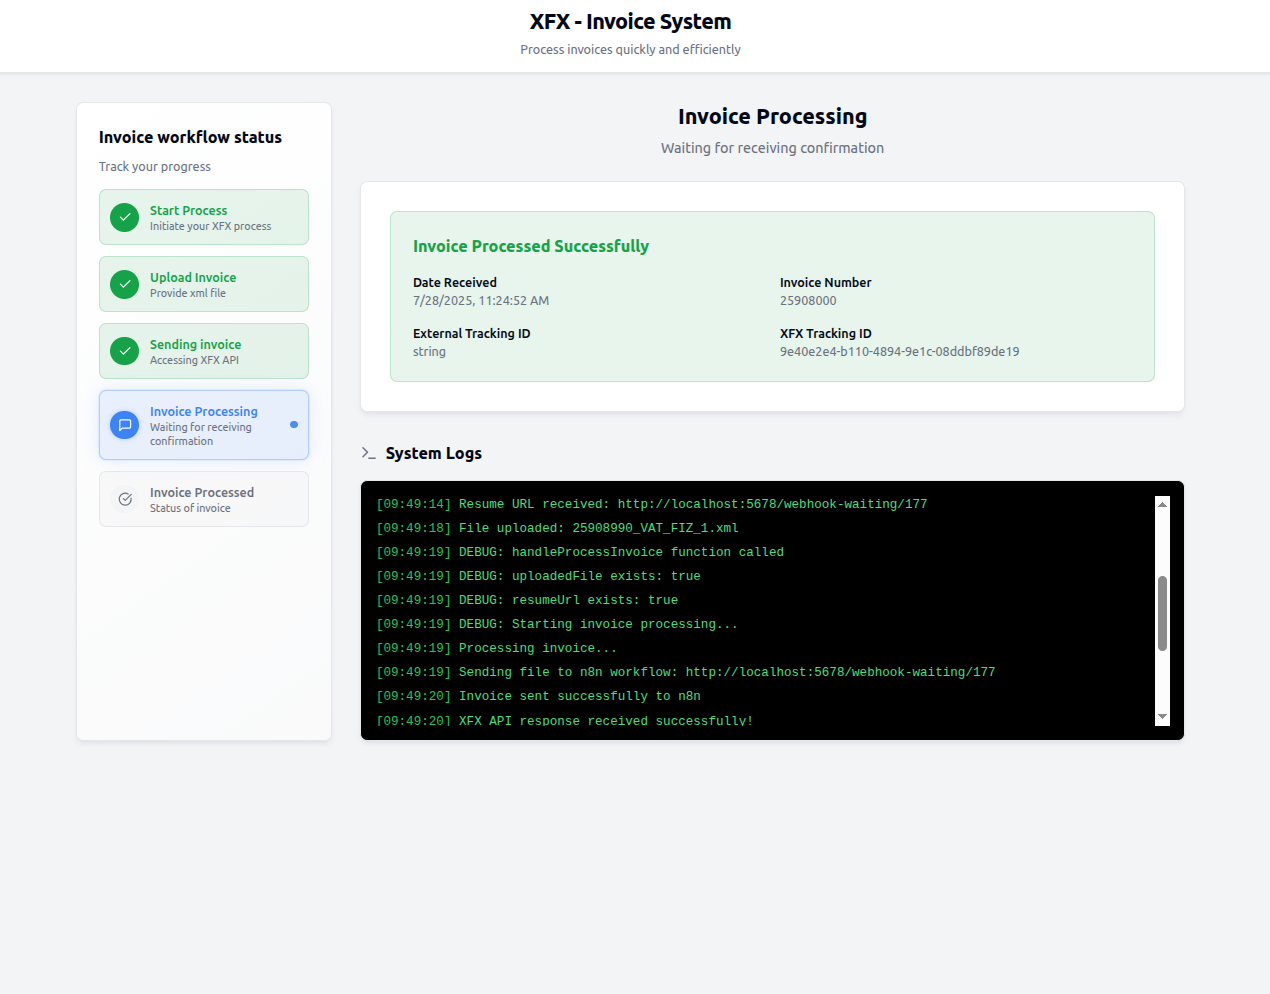 XFX - Invoice System
Process invoices quickly and efficiently
Invoice workflow status
Track your progress
Start Process
Initiate your XFX process
Upload Invoice
Provide xml file
Sending invoice
Accessing XFX API
Invoice Processing
Waiting for receiving
confirmation
Invoice Processed
Status of invoice
Invoice Processing
Waiting for receiving confirmation
Invoice Processed Successfully
Date Received
7/28/2025, 11:24:52 AM
Invoice Number
25908000
External Tracking ID
string
XFX Tracking ID
9e40e2e4-b110-4894-9e1c-08ddbf89de19
System Logs
[09:49:14] Resume URL received: http://localhost:5678/webhook-waiting/177
[09:49:18] File uploaded: 25908990_VAT_FIZ_1.xml
[09:49:19] DEBUG: handleProcessInvoice function called
[09:49:19] DEBUG: uploadedFile exists: true
[09:49:19] DEBUG: resumeUrl exists: true
[09:49:19] DEBUG: Starting invoice processing...
[09:49:19] Processing invoice...
[09:49:19] Sending file to n8n workflow: http://localhost:5678/webhook-waiting/177
[09:49:20] Invoice sent successfully to n8n
[09:49:20] XFX API response received successfully!